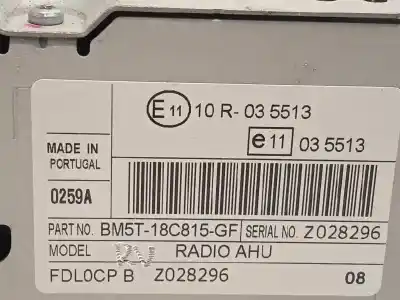 E11 10 R- 03 5513
e11 03 5513
MADE IN
PORTUGAL
0259A
PART NO. BM5T-18C815-GF SERIAL NO. Z028296
MODEL RADIO AHU
FDL0CP B Z028296 08